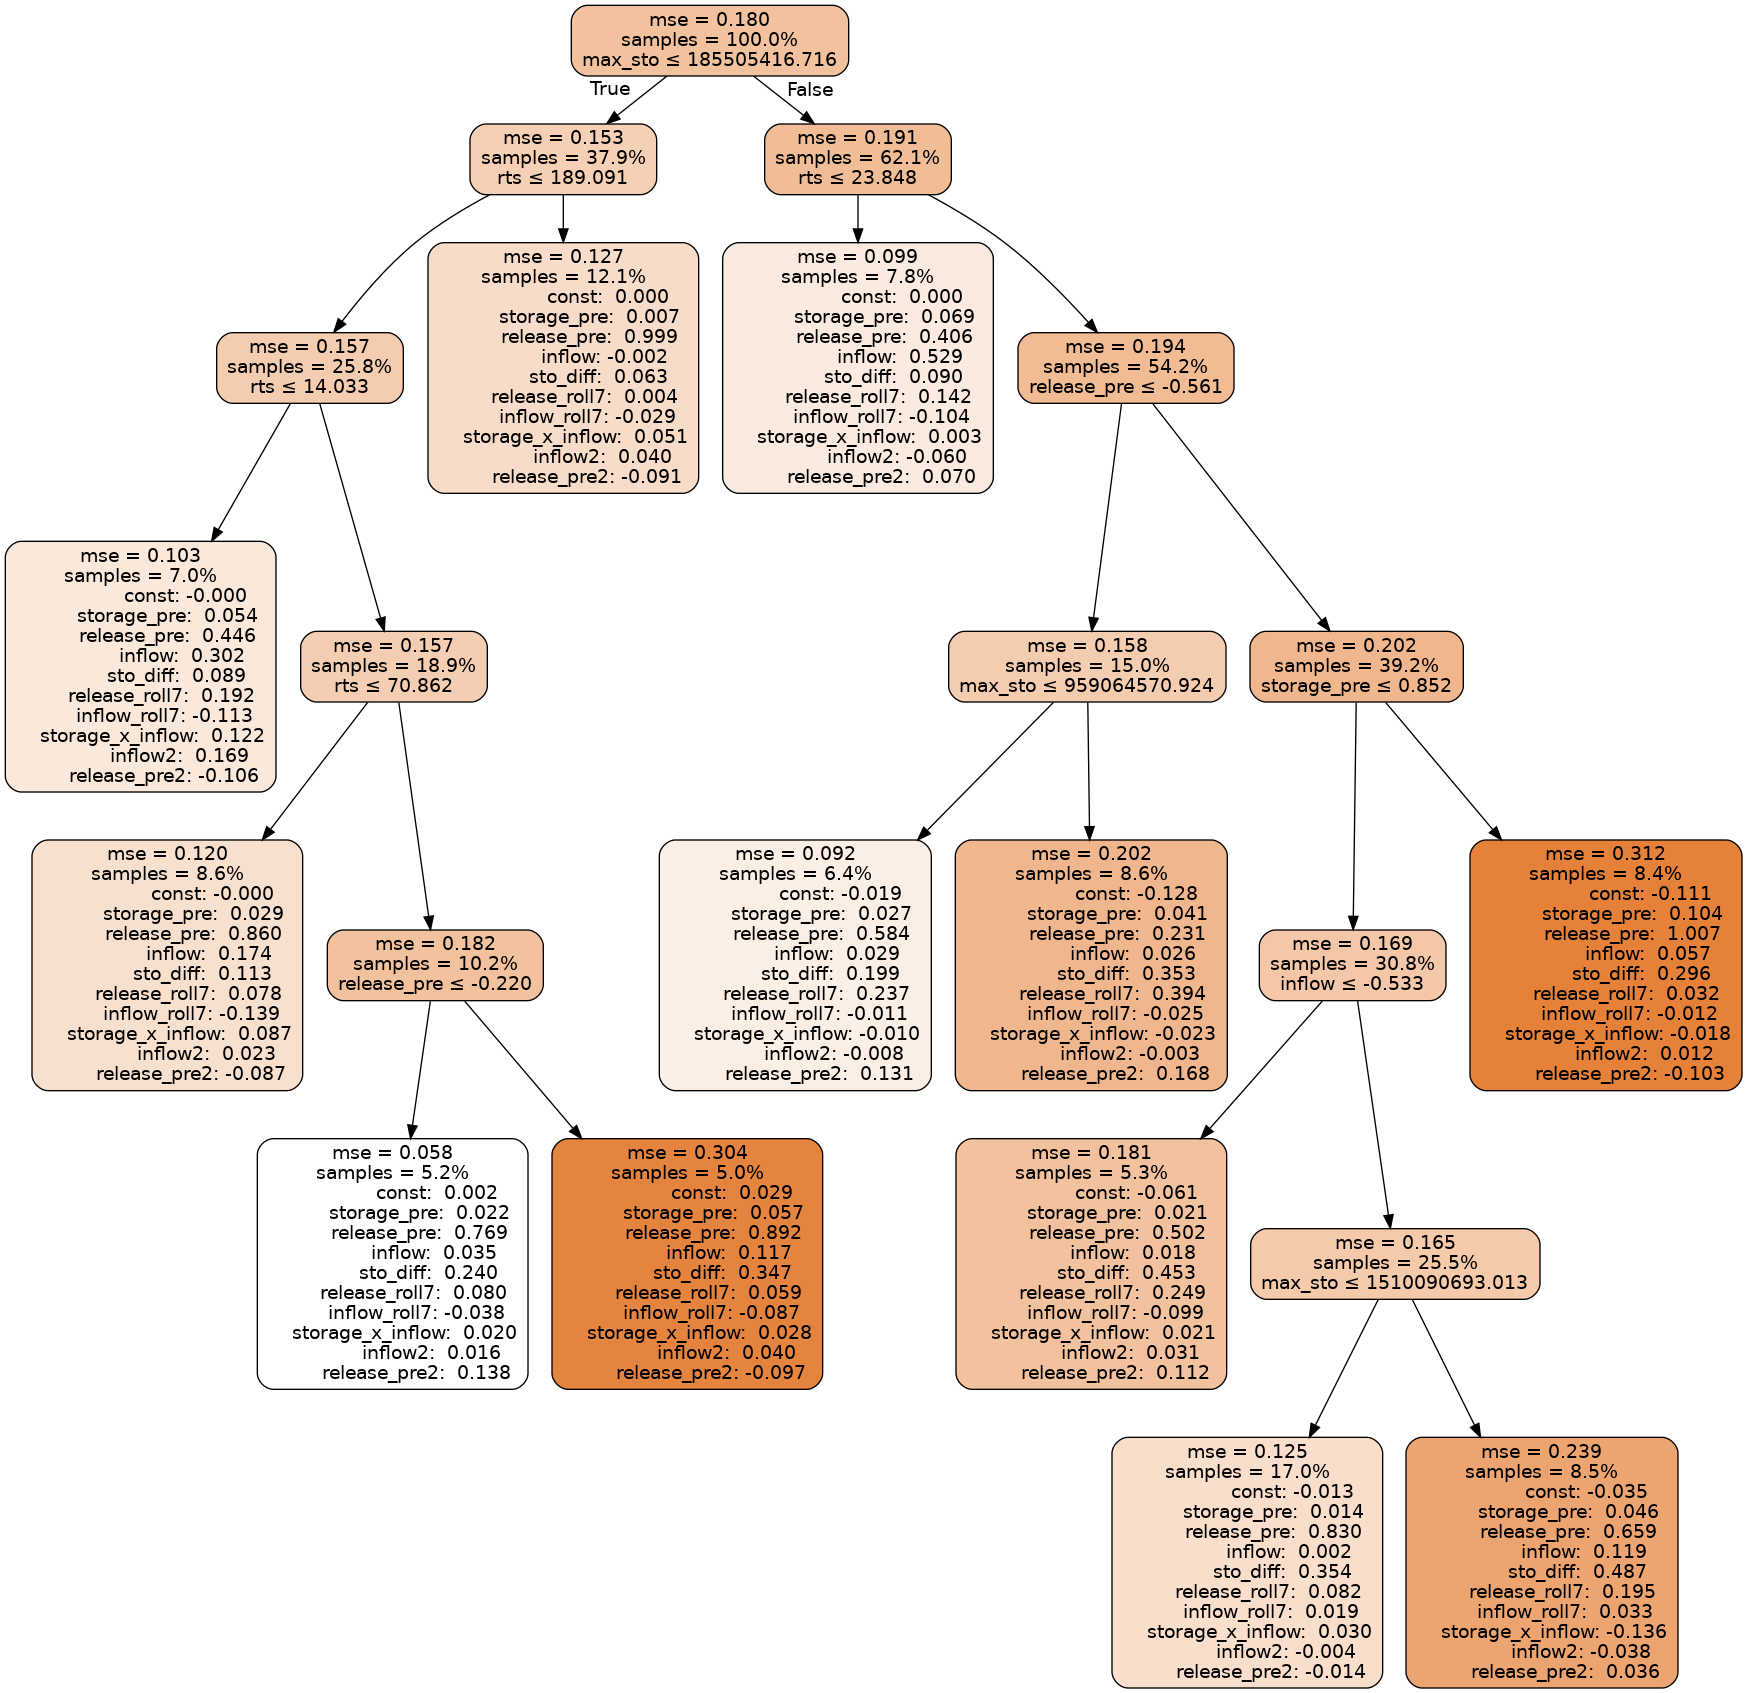 mse = 0.180
samples = 100.0%
max_sto ≤ 185505416.716
True
False
mse = 0.153
samples = 37.9%
rts ≤ 189.091
mse = 0.191
samples = 62.1%
rts ≤ 23.848
mse = 0.157
samples = 25.8%
rts ≤ 14.033
mse = 0.127
samples = 12.1%
const: 0.000
storage_pre: 0.007
release_pre: 0.999
inflow: -0.002
sto_diff: 0.063
release_roll7: 0.004
inflow_roll7: -0.029
storage_x_inflow: 0.051
inflow2: 0.040
release_pre2: -0.091
mse = 0.099
samples = 7.8%
const: 0.000
storage_pre: 0.069
release_pre: 0.406
inflow: 0.529
sto_diff: 0.090
release_roll7: 0.142
inflow_roll7: -0.104
storage_x_inflow: 0.003
inflow2: -0.060
release_pre2: 0.070
mse = 0.194
samples = 54.2%
release_pre ≤ -0.561
mse = 0.103
samples = 7.0%
const: -0.000
storage_pre: 0.054
release_pre: 0.446
inflow: 0.302
sto_diff: 0.089
release_roll7: 0.192
inflow_roll7: -0.113
storage_x_inflow: 0.122
inflow2: 0.169
release_pre2: -0.106
mse = 0.157
samples = 18.9%
rts ≤ 70.862
mse = 0.158
samples = 15.0%
max_sto ≤ 959064570.924
mse = 0.202
samples = 39.2%
storage_pre ≤ 0.852
mse = 0.120
samples = 8.6%
const: -0.000
storage_pre: 0.029
release_pre: 0.860
inflow: 0.174
sto_diff: 0.113
release_roll7: 0.078
inflow_roll7: -0.139
storage_x_inflow: 0.087
inflow2: 0.023
release_pre2: -0.087
mse = 0.182
samples = 10.2%
release_pre ≤ -0.220
mse = 0.092
samples = 6.4%
const: -0.019
storage_pre: 0.027
release_pre: 0.584
inflow: 0.029
sto_diff: 0.199
release_roll7: 0.237
inflow_roll7: -0.011
storage_x_inflow: -0.010
inflow2: -0.008
release_pre2: 0.131
mse = 0.202
samples = 8.6%
const: -0.128
storage_pre: 0.041
release_pre: 0.231
inflow: 0.026
sto_diff: 0.353
release_roll7: 0.394
inflow_roll7: -0.025
storage_x_inflow: -0.023
inflow2: -0.003
release_pre2: 0.168
mse = 0.169
samples = 30.8%
inflow ≤ -0.533
mse = 0.312
samples = 8.4%
const: -0.111
storage_pre: 0.104
release_pre: 1.007
inflow: 0.057
sto_diff: 0.296
release_roll7: 0.032
inflow_roll7: -0.012
storage_x_inflow: -0.018
inflow2: 0.012
release_pre2: -0.103
mse = 0.058
samples = 5.2%
const: 0.002
storage_pre: 0.022
release_pre: 0.769
inflow: 0.035
sto_diff: 0.240
release_roll7: 0.080
inflow_roll7: -0.038
storage_x_inflow: 0.020
inflow2: 0.016
release_pre2: 0.138
mse = 0.304
samples = 5.0%
const: 0.029
storage_pre: 0.057
release_pre: 0.892
inflow: 0.117
sto_diff: 0.347
release_roll7: 0.059
inflow_roll7: -0.087
storage_x_inflow: 0.028
inflow2: 0.040
release_pre2: -0.097
mse = 0.181
samples = 5.3%
const: -0.061
storage_pre: 0.021
release_pre: 0.502
inflow: 0.018
sto_diff: 0.453
release_roll7: 0.249
inflow_roll7: -0.099
storage_x_inflow: 0.021
inflow2: 0.031
release_pre2: 0.112
mse = 0.165
samples = 25.5%
max_sto ≤ 1510090693.013
mse = 0.125
samples = 17.0%
const: -0.013
storage_pre: 0.014
release_pre: 0.830
inflow: 0.002
sto_diff: 0.354
release_roll7: 0.082
inflow_roll7: 0.019
storage_x_inflow: 0.030
inflow2: -0.004
release_pre2: -0.014
mse = 0.239
samples = 8.5%
const: -0.035
storage_pre: 0.046
release_pre: 0.659
inflow: 0.119
sto_diff: 0.487
release_roll7: 0.195
inflow_roll7: 0.033
storage_x_inflow: -0.136
inflow2: -0.038
release_pre2: 0.036